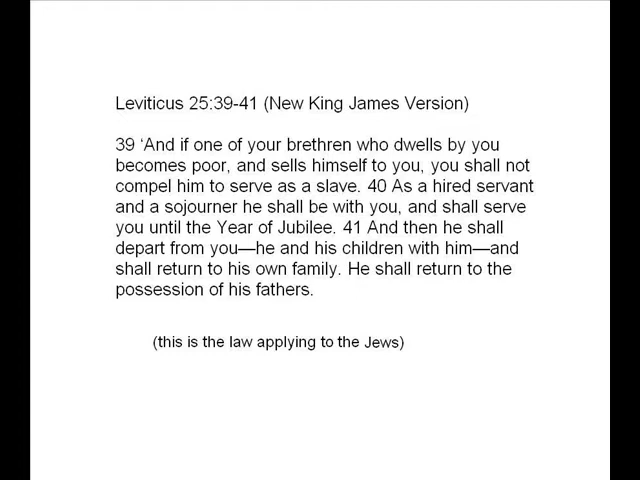 Leviticus 25:39-41 (New King James Version)
39 ‘And if one of your brethren who dwells by you
becomes poor, and sells himself to you, you shall not
compel him to serve as a slave. 40 As a hired servant
and a sojourner he shall be with you, and shall serve
you until the Year of Jubilee. 41 And then he shall
depart from you—he and his children with him—and
shall return to his own family. He shall return to the
possession of his fathers.
(this is the law applying to the Jews)